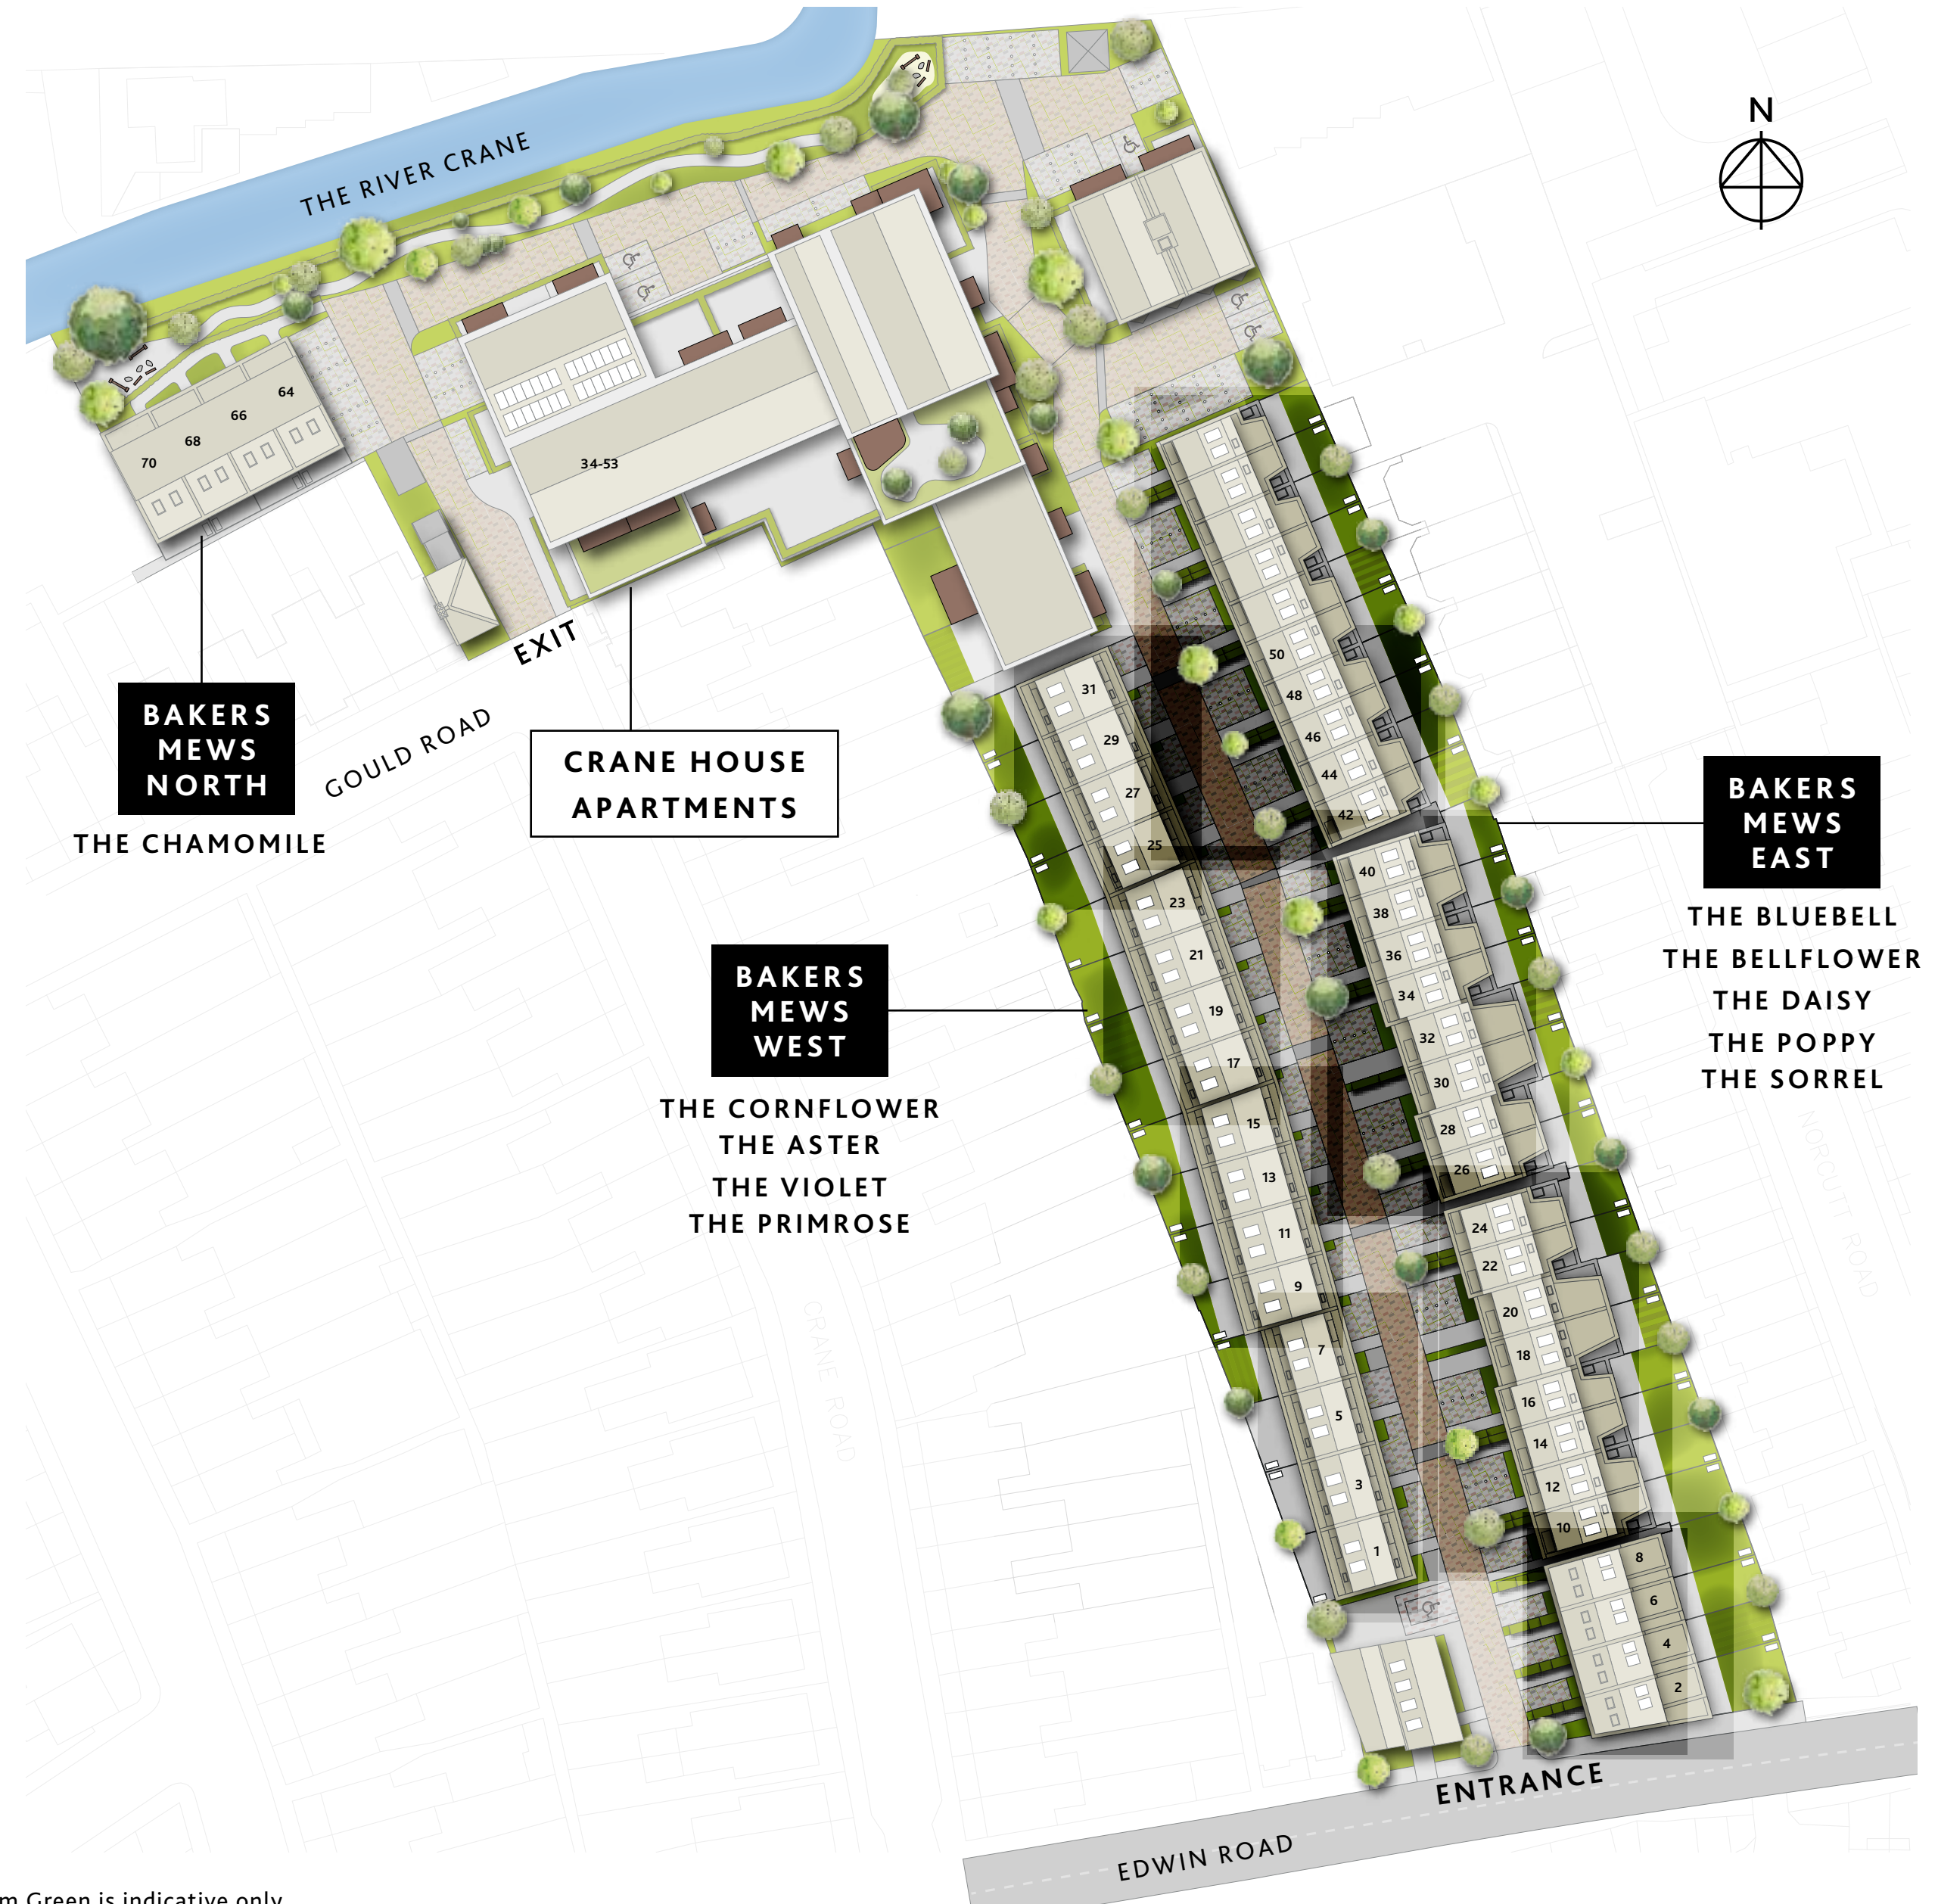 N
THE RIVER CRANE
64
66
68
70
34-53
EXIT
GOULD ROAD
BAKERS
MEWS
NORTH
THE CHAMOMILE
CRANE HOUSE
APARTMENTS
31
29
27
25
23
21
19
17
15
13
11
9
7
5
3
1
50
48
46
44
42
40
38
36
34
32
30
28
26
24
22
20
18
16
14
12
10
8
6
4
2
BAKERS
MEWS
EAST
THE BLUEBELL
THE BELLFLOWER
THE DAISY
THE POPPY
THE SORREL
BAKERS
MEWS
WEST
THE CORNFLOWER
THE ASTER
THE VIOLET
THE PRIMROSE
CRANE ROAD
NORCUTT ROAD
ENTRANCE
EDWIN ROAD
Green is indicative only